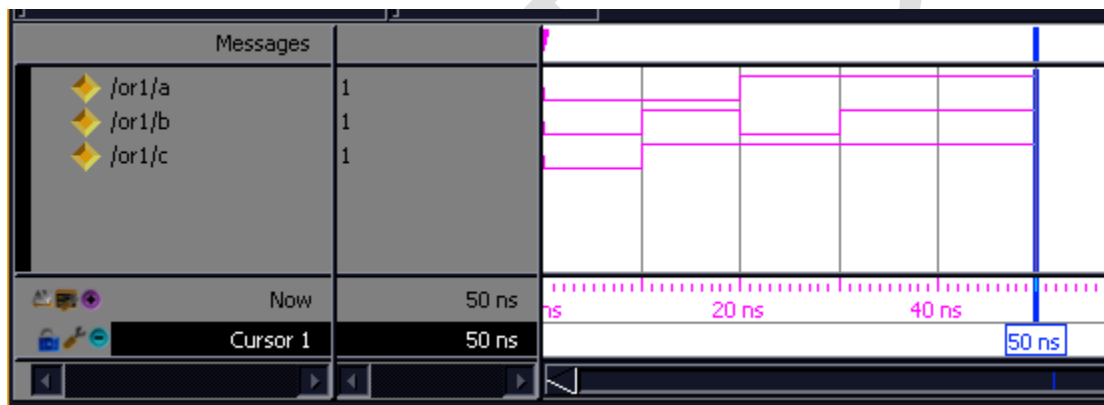 Messages
/or1/a 1
/or1/b 1
/or1/c 1
Now 50 ns ns 20 ns 40 ns
Cursor 1 50 ns 50 ns